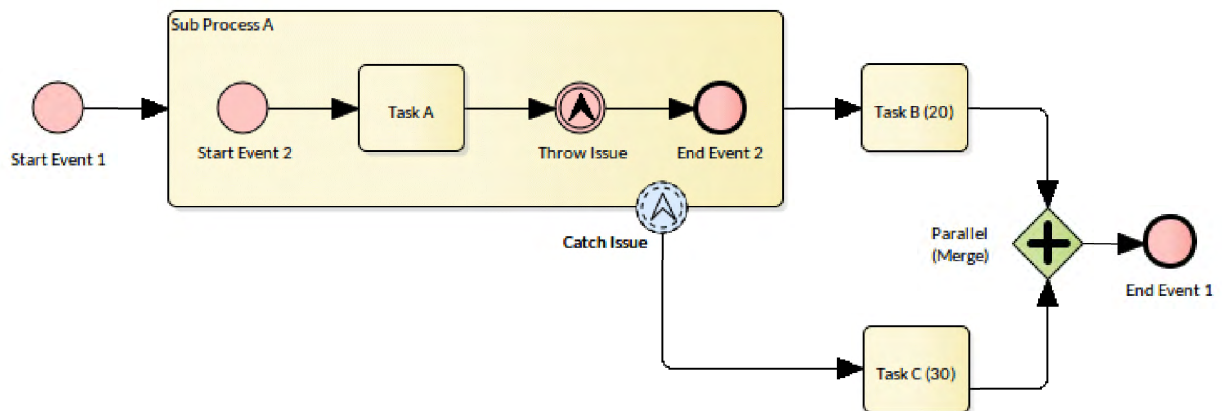 Sub Process A
Task A
Task B (20)
Start Event 1
Start Event 2
Throw Issue
End Event 2
Catch Issue
Parallel
(Merge)
End Event 1
Task C (30)